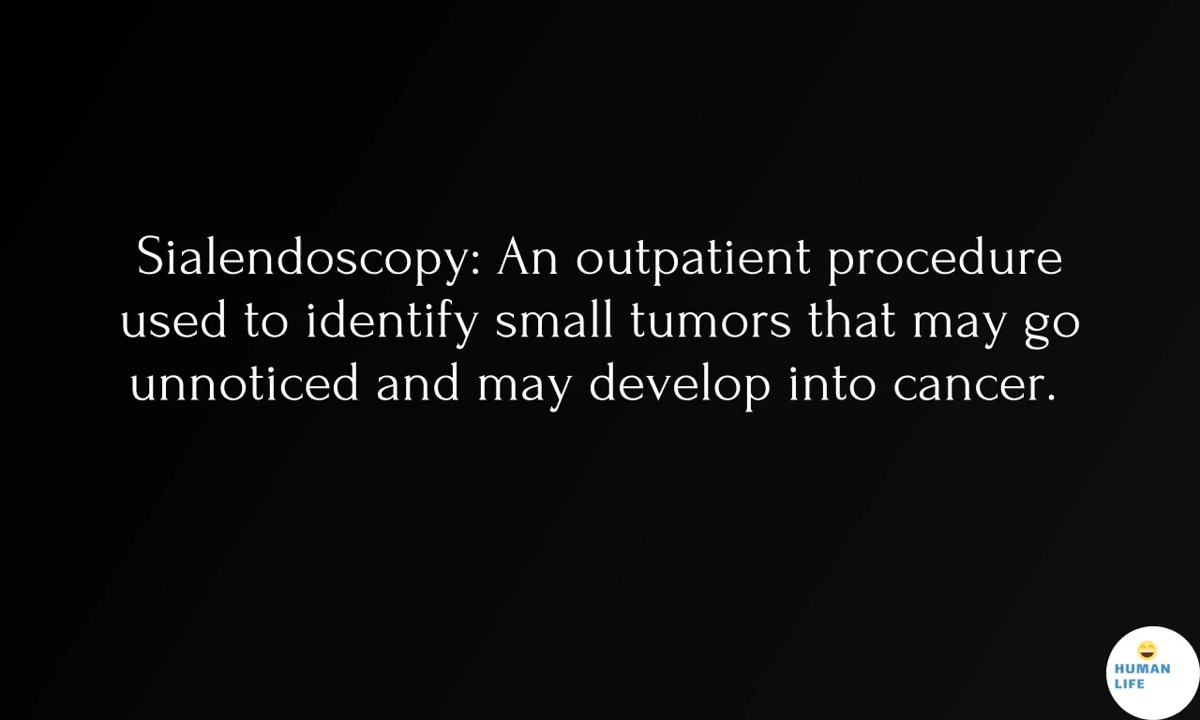 Sialendoscopy: An outpatient procedure
used to identify small tumors that may go
unnoticed and may develop into cancer.
HUMAN
LIFE